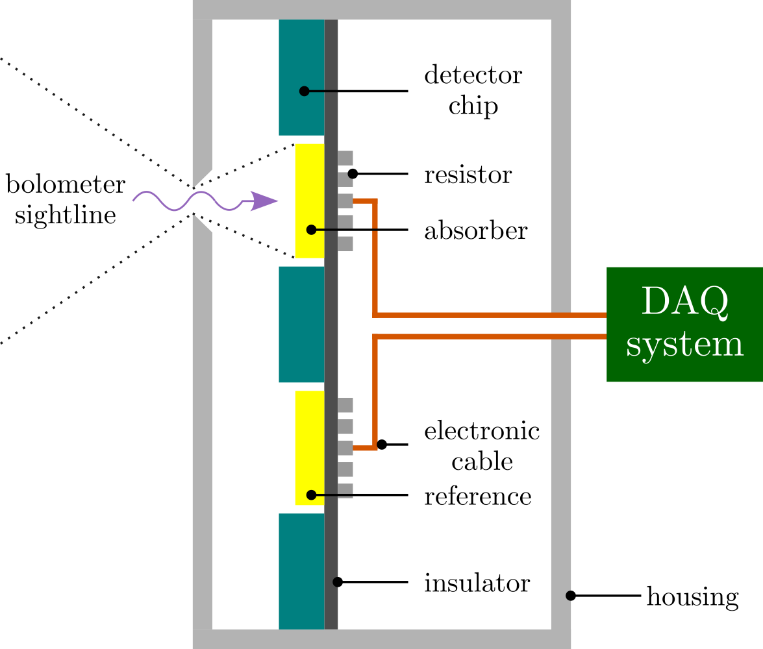 detector
chip
resistor
bolometer
sightline
absorber
DAQ
system
electronic
cable
reference
insulator
housing